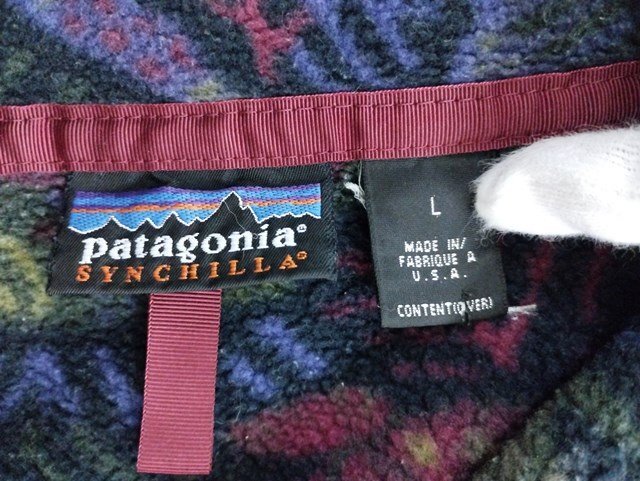 patagonia®
SYNCHILLA®
L
MADE IN/
FABRIQUE A
U.S.A.
CONTENT(OVER)